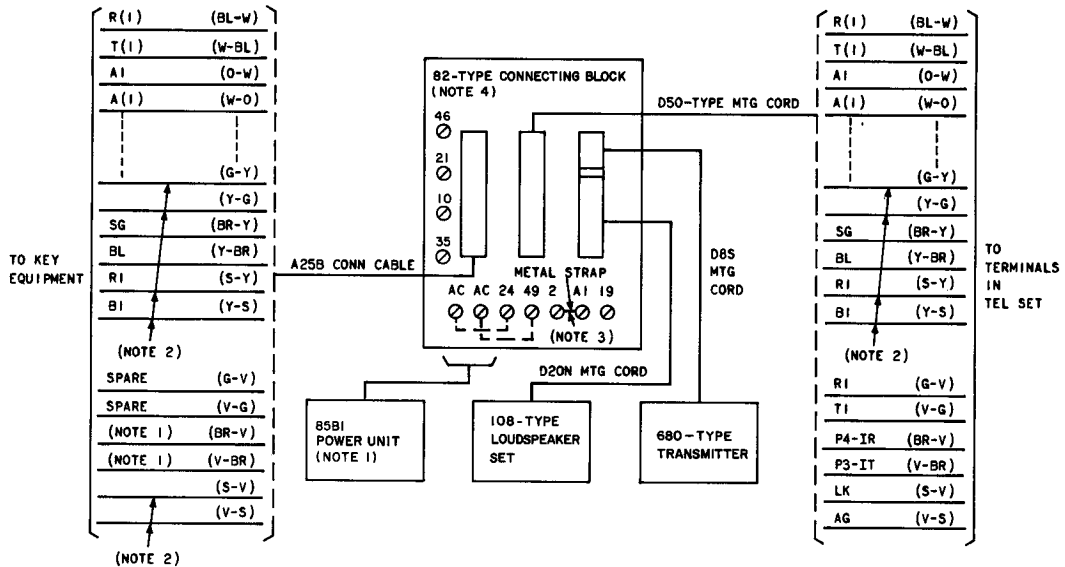 R(1) (BL-W)
T(1) (W-BL)
A1 (O-W)
A(1) (W-O)
(G-Y)
(Y-G)
SG (BR-Y)
BL (Y-BR)
R1 (S-Y)
B1 (Y-S)
(NOTE 2)
SPARE (G-V)
SPARE (V-G)
(NOTE 1) (BR-V)
(NOTE 1) (V-BR)
(S-V)
(V-S)
(NOTE 2)
TO KEY
EQUIPMENT
A25B CONN CABLE
82-TYPE CONNECTING BLOCK
(NOTE 4)
46
21
10
35
METAL STRAP
AC AC 24 49 2 A1 19
(NOTE 3)
D50-TYPE MTG CORD
D8S
MTG
CORD
D20N MTG CORD
85B1
POWER UNIT
(NOTE 1)
108-TYPE
LOUDSPEAKER
SET
680-TYPE
TRANSMITTER
R(1) (BL-W)
T(1) (W-BL)
A1 (O-W)
A(1) (W-O)
(G-Y)
(Y-G)
SG (BR-Y)
BL (Y-BR)
R1 (S-Y)
B1 (Y-S)
(NOTE 2)
R1 (G-V)
T1 (V-G)
P4-1R (BR-V)
P3-1T (V-BR)
LK (S-V)
AG (V-S)
TO
TERMINALS
IN
TEL SET